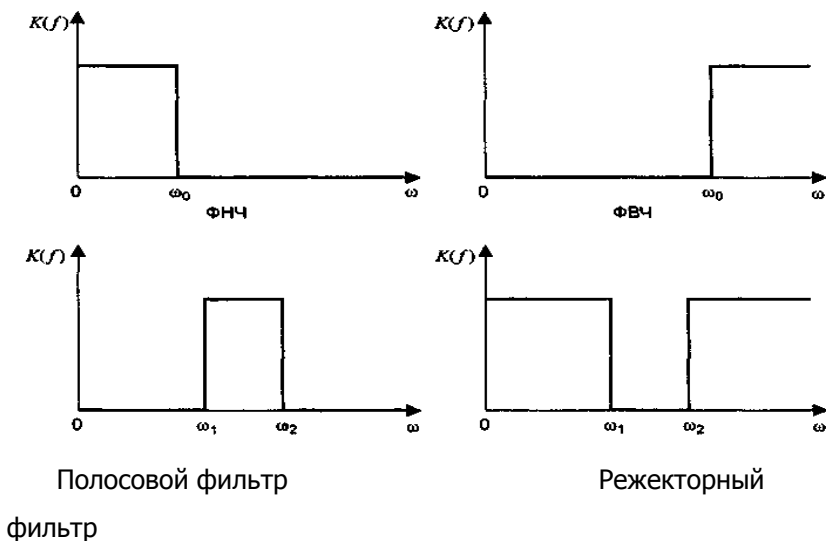 K(f) K(f)
0 ω₀ ω 0 ω₀ ω
ФНЧ ФВЧ
K(f) K(f)
0 ω₁ ω₂ ω 0 ω₁ ω₂ ω
Полосовой фильтр Режекторный
фильтр